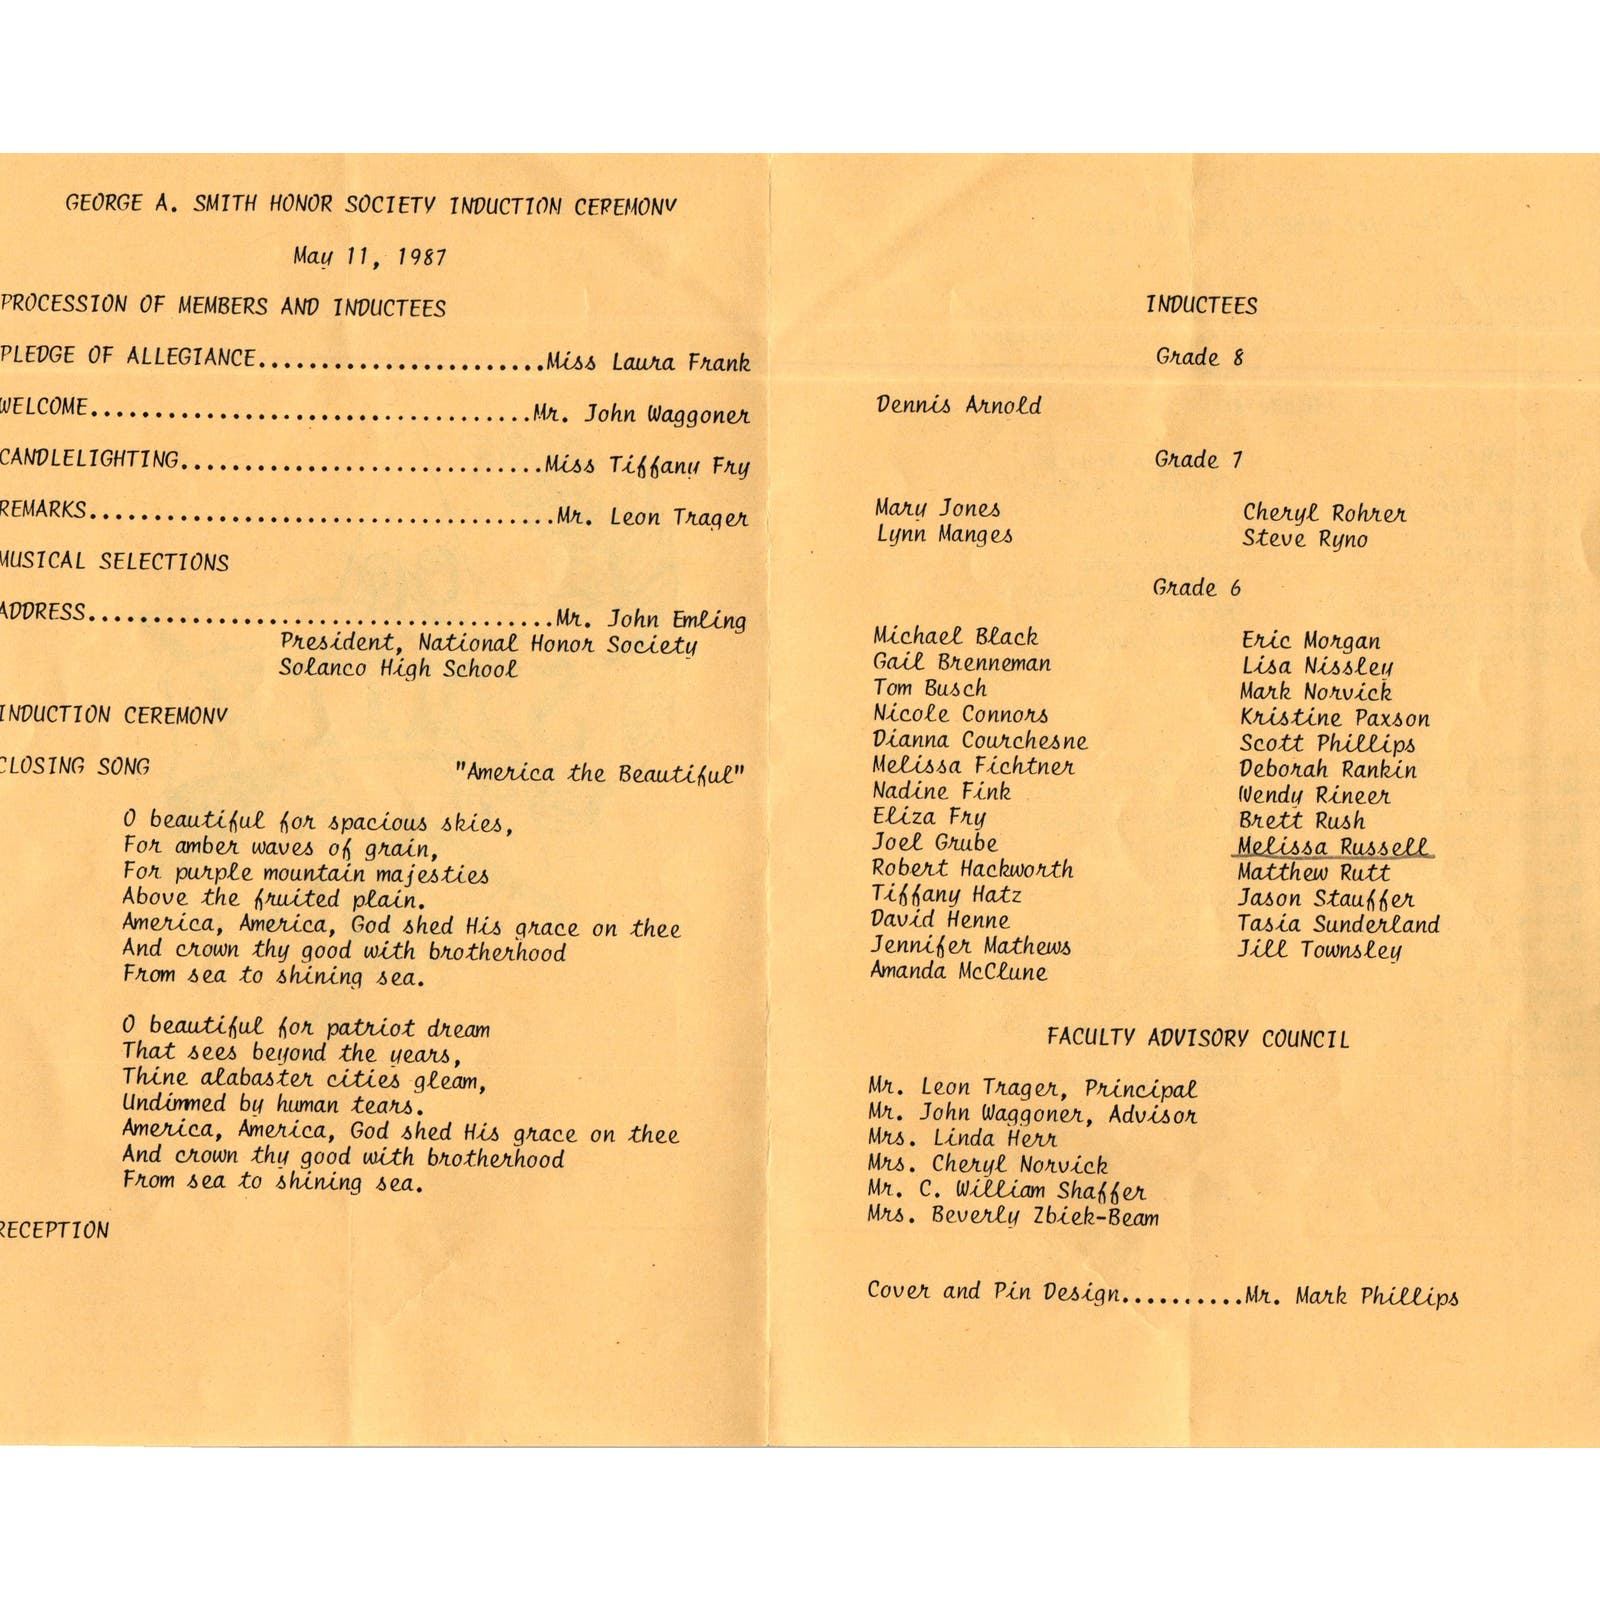 GEORGE A. SMITH HONOR SOCIETY INDUCTION CEREMONY
May 11, 1987
PROCESSION OF MEMBERS AND INDUCTEES
PLEDGE OF ALLEGIANCE.......................Miss Laura Frank
WELCOME...................................Mr. John Waggoner
CANDLELIGHTING.............................Miss Tiffany Fry
REMARKS.....................................Mr. Leon Trager
MUSICAL SELECTIONS
ADDRESS.....................................Mr. John Emling
President, National Honor Society
Solanco High School
INDUCTION CEREMONY
CLOSING SONG "America the Beautiful"
O beautiful for spacious skies,
For amber waves of grain,
For purple mountain majesties
Above the fruited plain.
America, America, God shed His grace on thee
And crown thy good with brotherhood
From sea to shining sea.
O beautiful for patriot dream
That sees beyond the years,
Thine alabaster cities gleam,
Undimmed by human tears.
America, America, God shed His grace on thee
And crown thy good with brotherhood
From sea to shining sea.
RECEPTION
INDUCTEES
Grade 8
Dennis Arnold
Grade 7
Mary Jones Cheryl Rohrer
Lynn Manges Steve Ryno
Grade 6
Michael Black Eric Morgan
Gail Brenneman Lisa Nissley
Tom Busch Mark Norvick
Nicole Connors Kristine Paxson
Dianna Courchesne Scott Phillips
Melissa Fichtner Deborah Rankin
Nadine Fink Wendy Rineer
Eliza Fry Brett Rush
Joel Grube Melissa Russell
Robert Hackworth Matthew Rutt
Tiffany Hatz Jason Stauffer
David Henne Tasia Sunderland
Jennifer Mathews Jill Townsley
Amanda McClune
FACULTY ADVISORY COUNCIL
Mr. Leon Trager, Principal
Mr. John Waggoner, Advisor
Mrs. Linda Herr
Mrs. Cheryl Norvick
Mr. C. William Shaffer
Mrs. Beverly Zbiek-Beam
Cover and Pin Design..........Mr. Mark Phillips